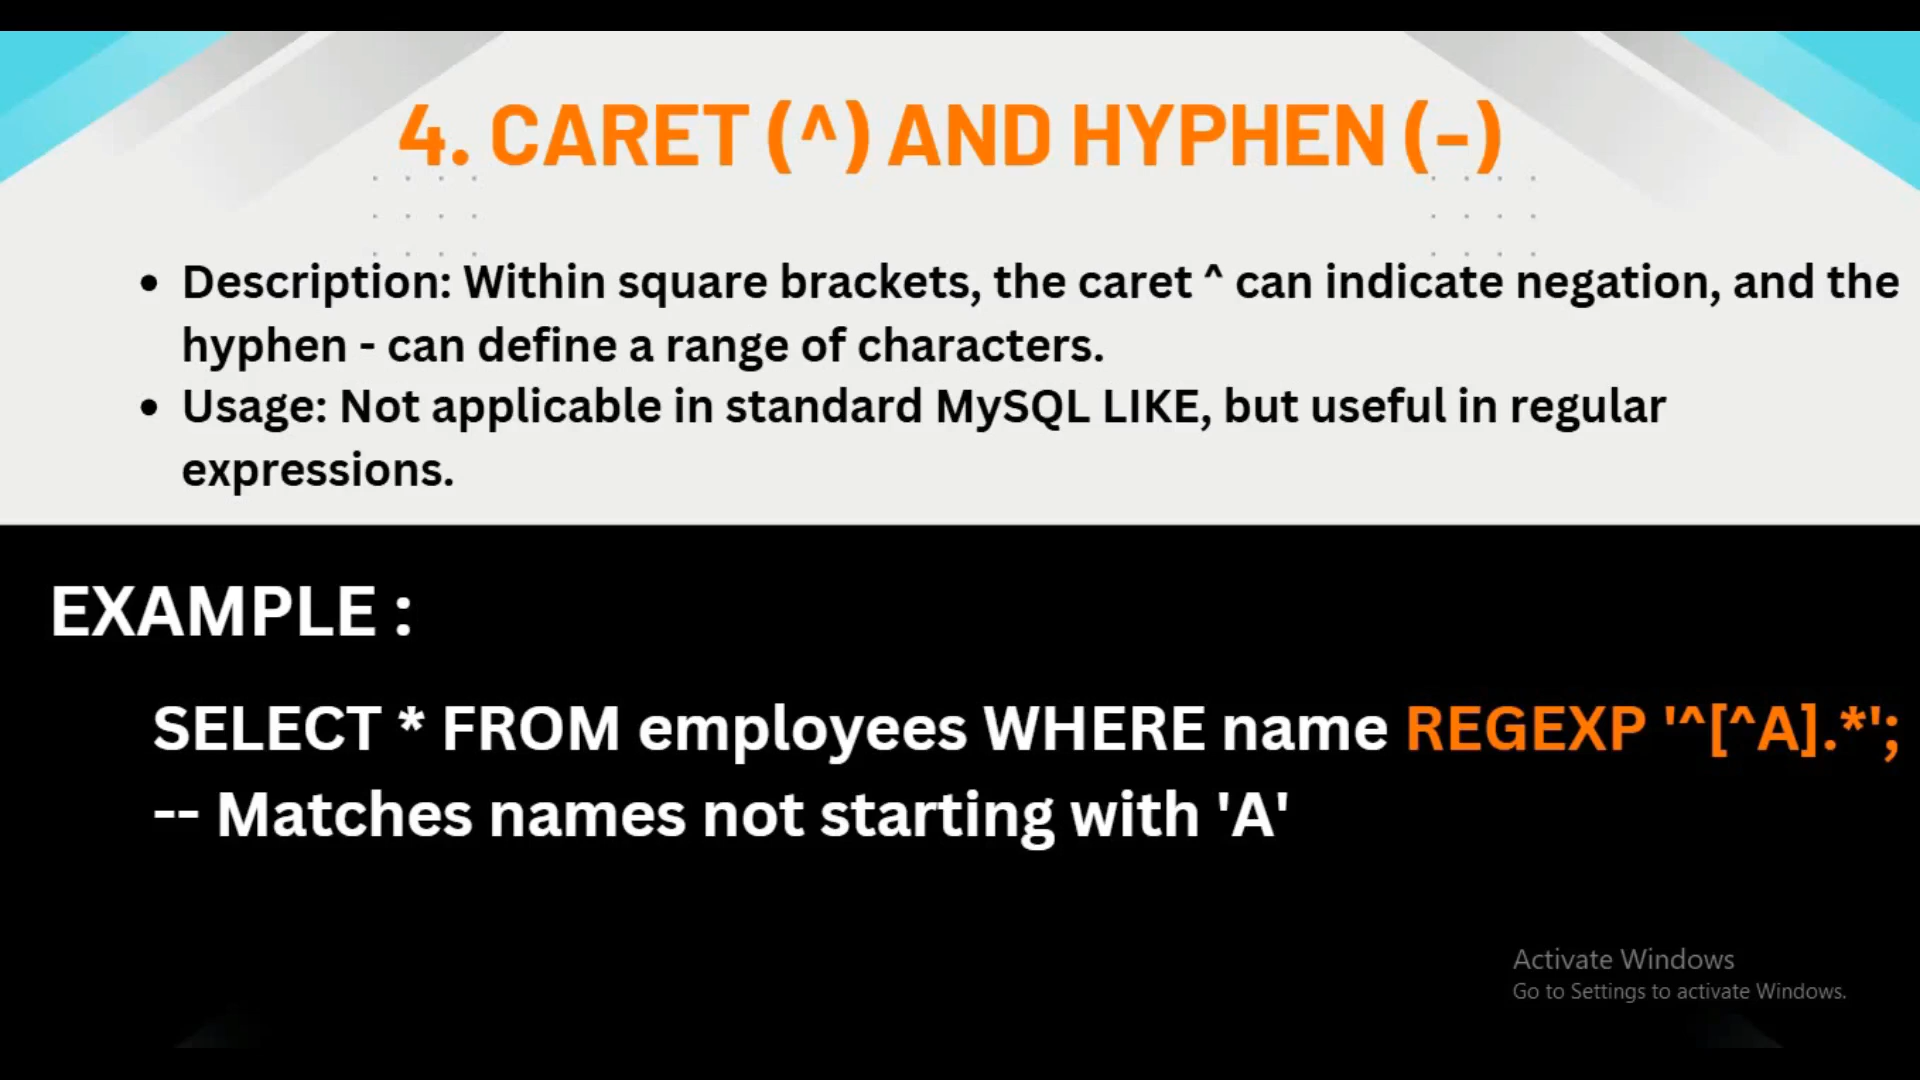 4. CARET (^) AND HYPHEN (-)
• Description: Within square brackets, the caret ^ can indicate negation, and the
hyphen - can define a range of characters.
• Usage: Not applicable in standard MySQL LIKE, but useful in regular
expressions.
EXAMPLE :
SELECT * FROM employees WHERE name REGEXP '^[^A].*';
-- Matches names not starting with 'A'
Activate Windows
Go to Settings to activate Windows.